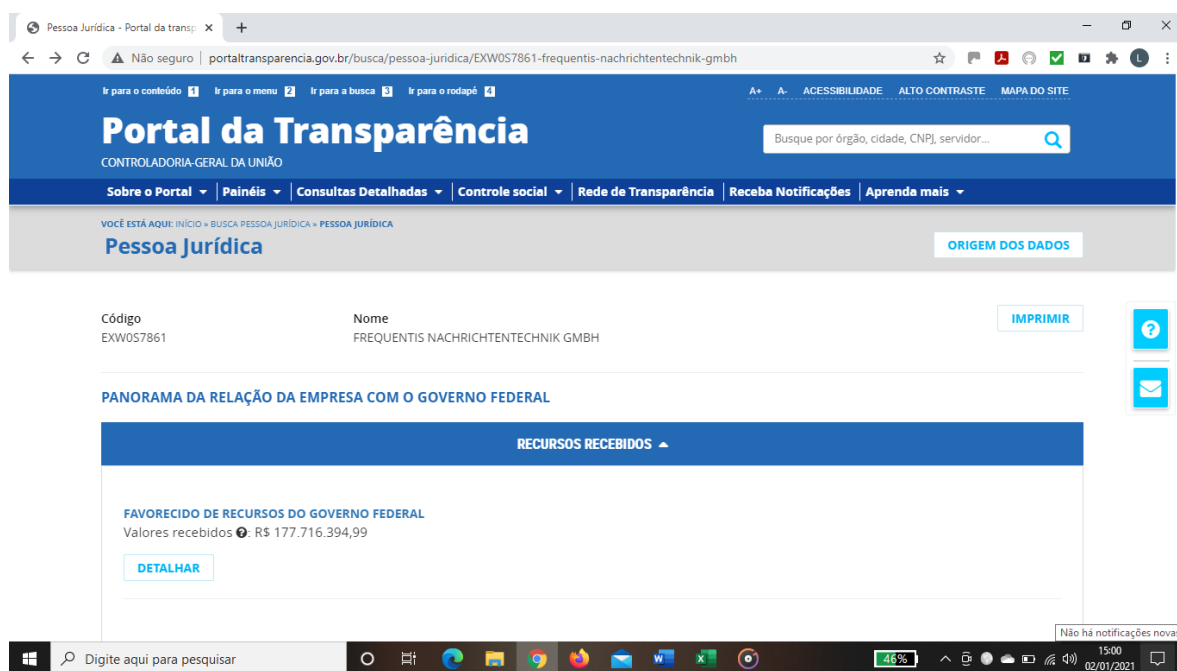 Pessoa Jurídica - Portal da transp
Não seguro | portaltransparencia.gov.br/busca/pessoa-juridica/EXW0S7861-frequentis-nachrichtentechnik-gmbh
L
Ir para o conteúdo 1 Ir para o menu 2 Ir para a busca 3 Ir para o rodapé 4
A+ A- ACESSIBILIDADE ALTO CONTRASTE MAPA DO SITE
Portal da Transparência
Busque por órgão, cidade, CNPJ, servidor...
CONTROLADORIA-GERAL DA UNIÃO
Sobre o Portal Painéis Consultas Detalhadas Controle social Rede de Transparência Receba Notificações Aprenda mais
VOCÊ ESTÁ AQUI: INÍCIO » BUSCA PESSOA JURÍDICA » PESSOA JURÍDICA
Pessoa Jurídica
ORIGEM DOS DADOS
Código Nome
IMPRIMIR
EXW0S7861 FREQUENTIS NACHRICHTENTECHNIK GMBH
PANORAMA DA RELAÇÃO DA EMPRESA COM O GOVERNO FEDERAL
RECURSOS RECEBIDOS
FAVORECIDO DE RECURSOS DO GOVERNO FEDERAL
Valores recebidos : R$ 177.716.394,99
DETALHAR
Não há notificações novas
Digite aqui para pesquisar
46%
15:00
02/01/2021